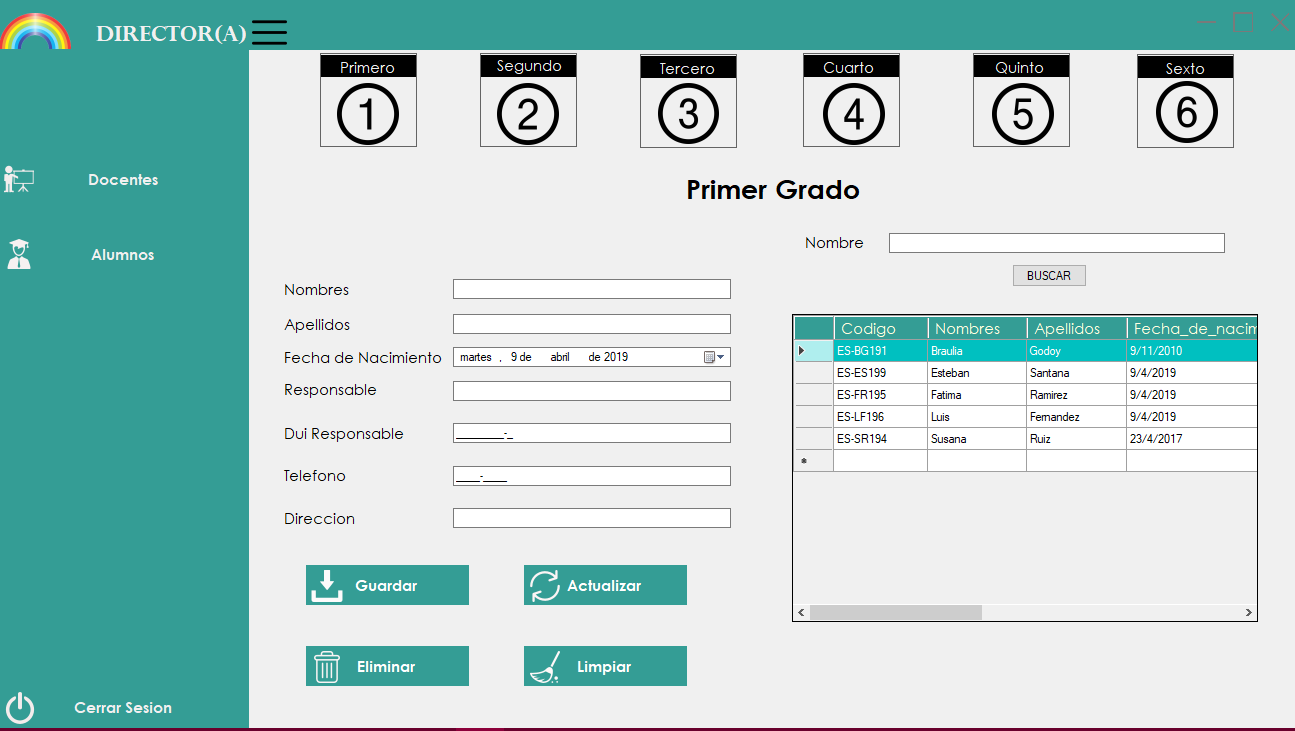 DIRECTOR(A)
Primero Segundo Tercero Cuarto Quinto Sexto
1 2 3 4 5 6
Docentes
Alumnos
Cerrar Sesion
Primer Grado
Nombre
BUSCAR
Nombres
Apellidos
Fecha de Nacimiento martes , 9 de abril de 2019
Responsable
Dui Responsable ________-_
Telefono ____-____
Direccion
Guardar Actualizar
Eliminar Limpiar
Codigo Nombres Apellidos Fecha_de_nacim
ES-BG191 Braulia Godoy 9/11/2010
ES-ES199 Esteban Santana 9/4/2019
ES-FR195 Fatima Ramirez 9/4/2019
ES-LF196 Luis Fernandez 9/4/2019
ES-SR194 Susana Ruiz 23/4/2017